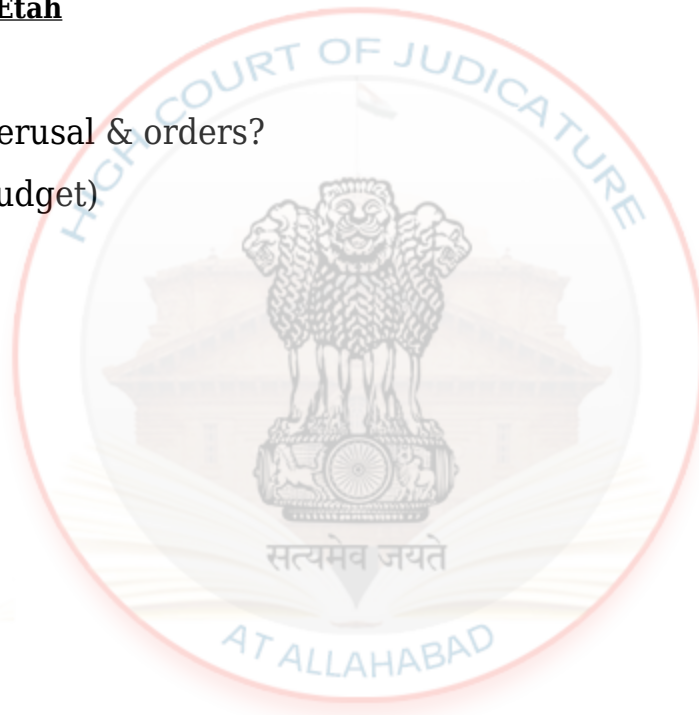 Etah
HIGH COURT OF JUDICATURE
erusal & orders?
udget)
सत्यमेव जयते
AT ALLAHABAD